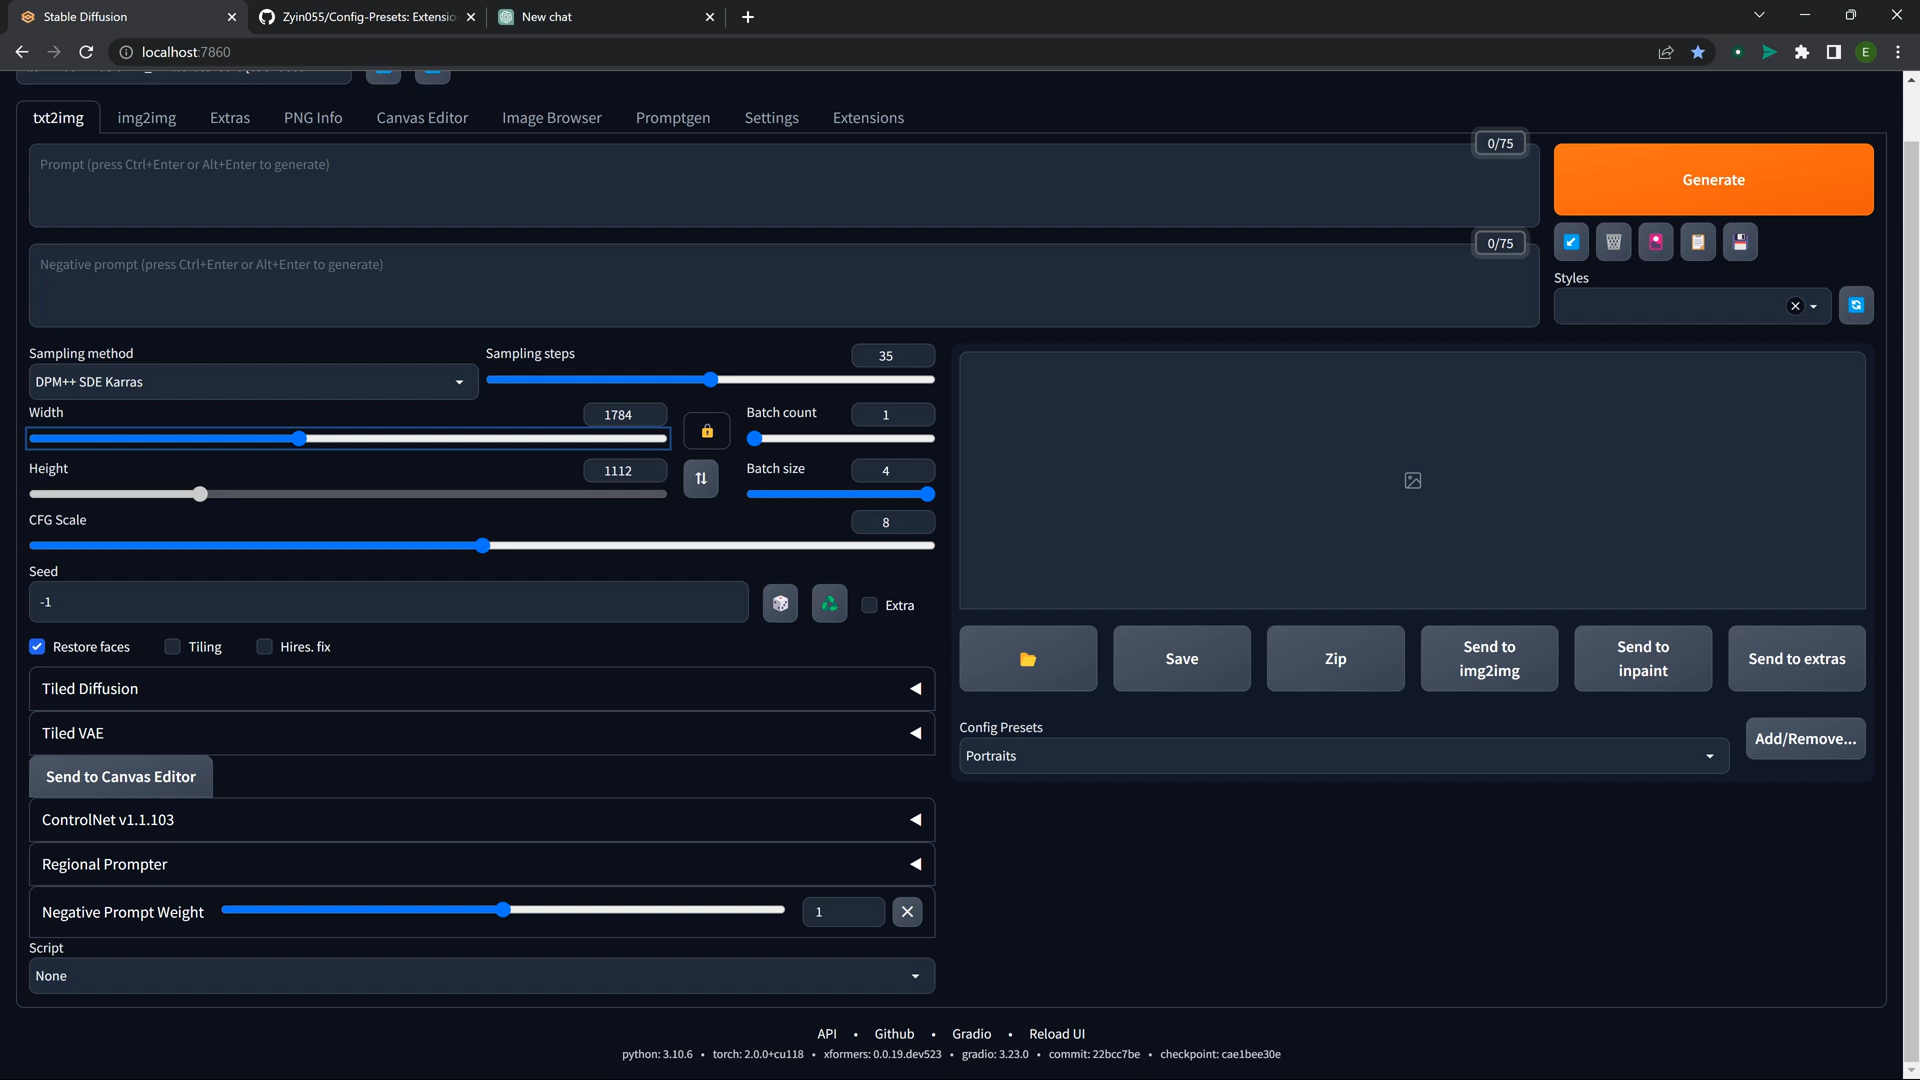 Stable Diffusion
Zyin055/Config-Presets: Extensio
New chat
localhost:7860
E
txt2img
img2img
Extras
PNG Info
Canvas Editor
Image Browser
Promptgen
Settings
Extensions
Prompt (press Ctrl+Enter or Alt+Enter to generate)
0/75
Generate
Negative prompt (press Ctrl+Enter or Alt+Enter to generate)
0/75
Styles
Sampling method
DPM++ SDE Karras
Sampling steps
35
Width
1784
Batch count
1
Height
1112
Batch size
4
CFG Scale
8
Seed
-1
Extra
Restore faces
Tiling
Hires. fix
Save
Zip
Send to
img2img
Send to
inpaint
Send to extras
Tiled Diffusion
Tiled VAE
Config Presets
Portraits
Add/Remove...
Send to Canvas Editor
ControlNet v1.1.103
Regional Prompter
Negative Prompt Weight
1
Script
None
API • Github • Gradio • Reload UI
python: 3.10.6 • torch: 2.0.0+cu118 • xformers: 0.0.19.dev523 • gradio: 3.23.0 • commit: 22bcc7be • checkpoint: cae1bee30e